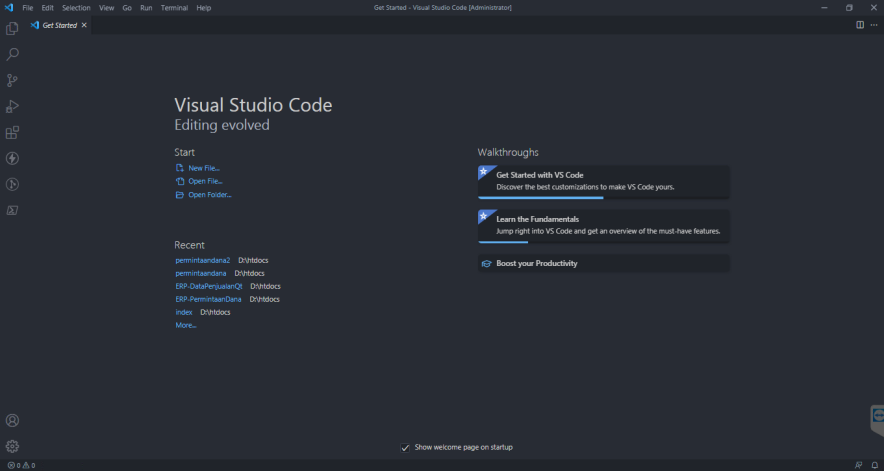 File Edit Selection View Go Run Terminal Help
Get Started - Visual Studio Code [Administrator]
Get Started
Visual Studio Code
Editing evolved
Start
New File...
Open File...
Open Folder...
Recent
permintaandana2 D:\htdocs
permintaandana D:\htdocs
ERP-DataPenjualanQt D:\htdocs
ERP-PermintaanDana D:\htdocs
index D:\htdocs
More...
Walkthroughs
Get Started with VS Code
Discover the best customizations to make VS Code yours.
Learn the Fundamentals
Jump right into VS Code and get an overview of the must-have features.
Boost your Productivity
Show welcome page on startup
0 0